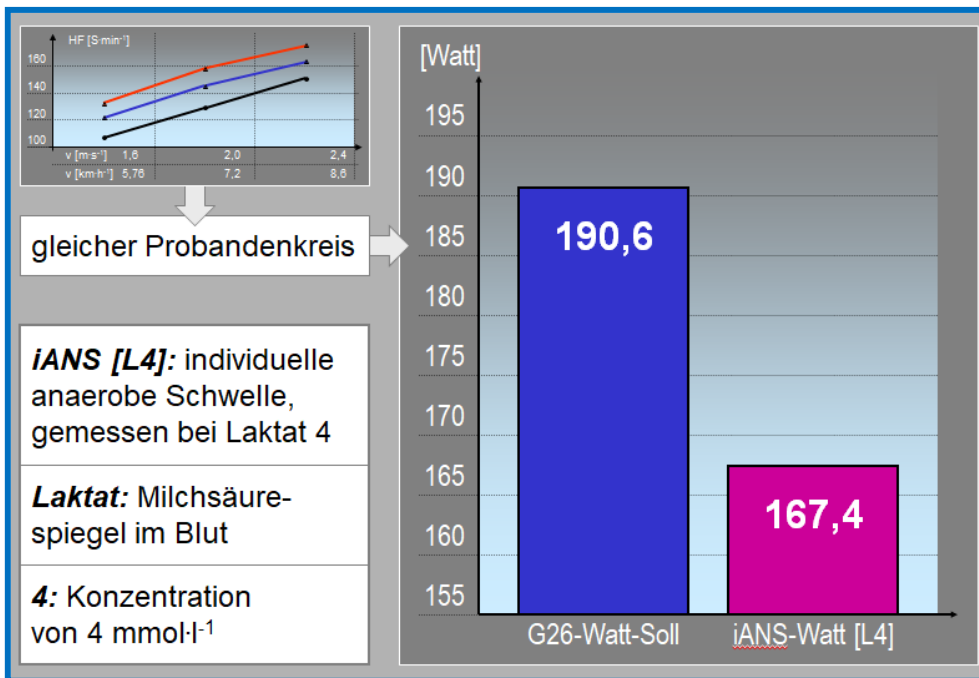 HF [S·min⁻¹]
160
140
120
100
v [m·s⁻¹] 1,6 2,0 2,4
v [km·h⁻¹] 5,76 7,2 8,6
gleicher Probandenkreis
iANS [L4]: individuelle
anaerobe Schwelle,
gemessen bei Laktat 4
Laktat: Milchsäure-
spiegel im Blut
4: Konzentration
von 4 mmol·l⁻¹
[Watt]
195
190
185
180
175
170
165
160
155
190,6
167,4
G26-Watt-Soll
iANS-Watt [L4]